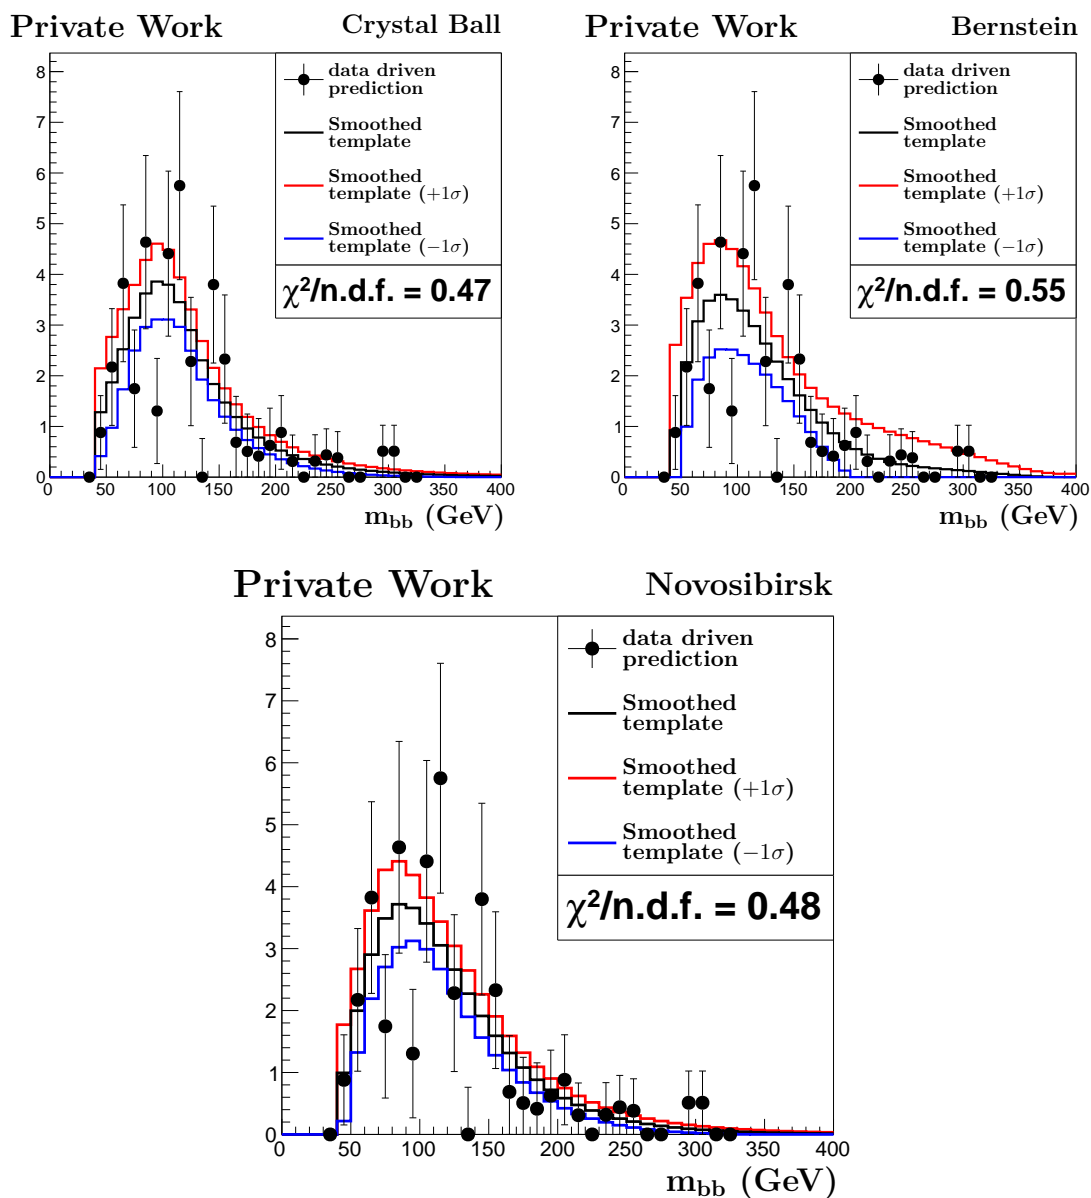 Private Work
Crystal Ball
8
7
6
5
4
3
2
1
0
data driven
prediction
Smoothed
template
Smoothed
template (+1σ)
Smoothed
template (−1σ)
χ²/n.d.f. = 0.47
0 50 100 150 200 250 300 350 400
m_bb (GeV)
Private Work
Bernstein
8
7
6
5
4
3
2
1
0
data driven
prediction
Smoothed
template
Smoothed
template (+1σ)
Smoothed
template (−1σ)
χ²/n.d.f. = 0.55
0 50 100 150 200 250 300 350 400
m_bb (GeV)
Private Work
Novosibirsk
8
7
6
5
4
3
2
1
0
data driven
prediction
Smoothed
template
Smoothed
template (+1σ)
Smoothed
template (−1σ)
χ²/n.d.f. = 0.48
0 50 100 150 200 250 300 350 400
m_bb (GeV)